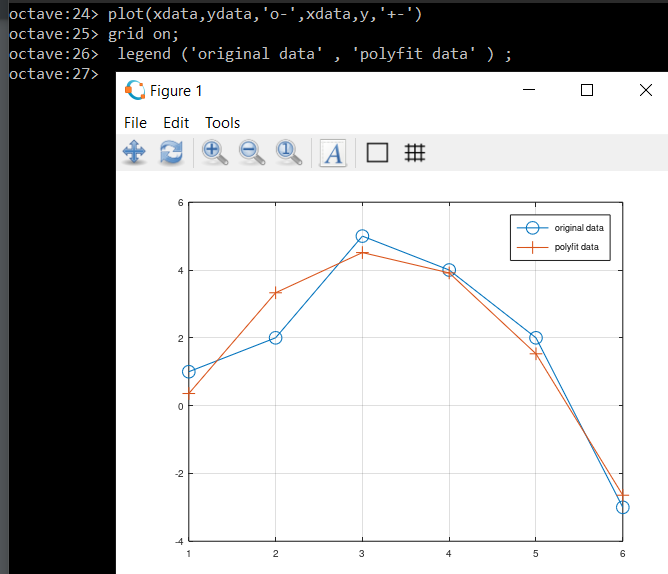 octave:24> plot(xdata,ydata,'o-',xdata,y,'+-')
octave:25> grid on;
octave:26>  legend ('original data' , 'polyfit data' ) ;
octave:27>
Figure 1
File Edit Tools
A
6
original data
polyfit data
4
2
0
-2
-4
1 2 3 4 5 6